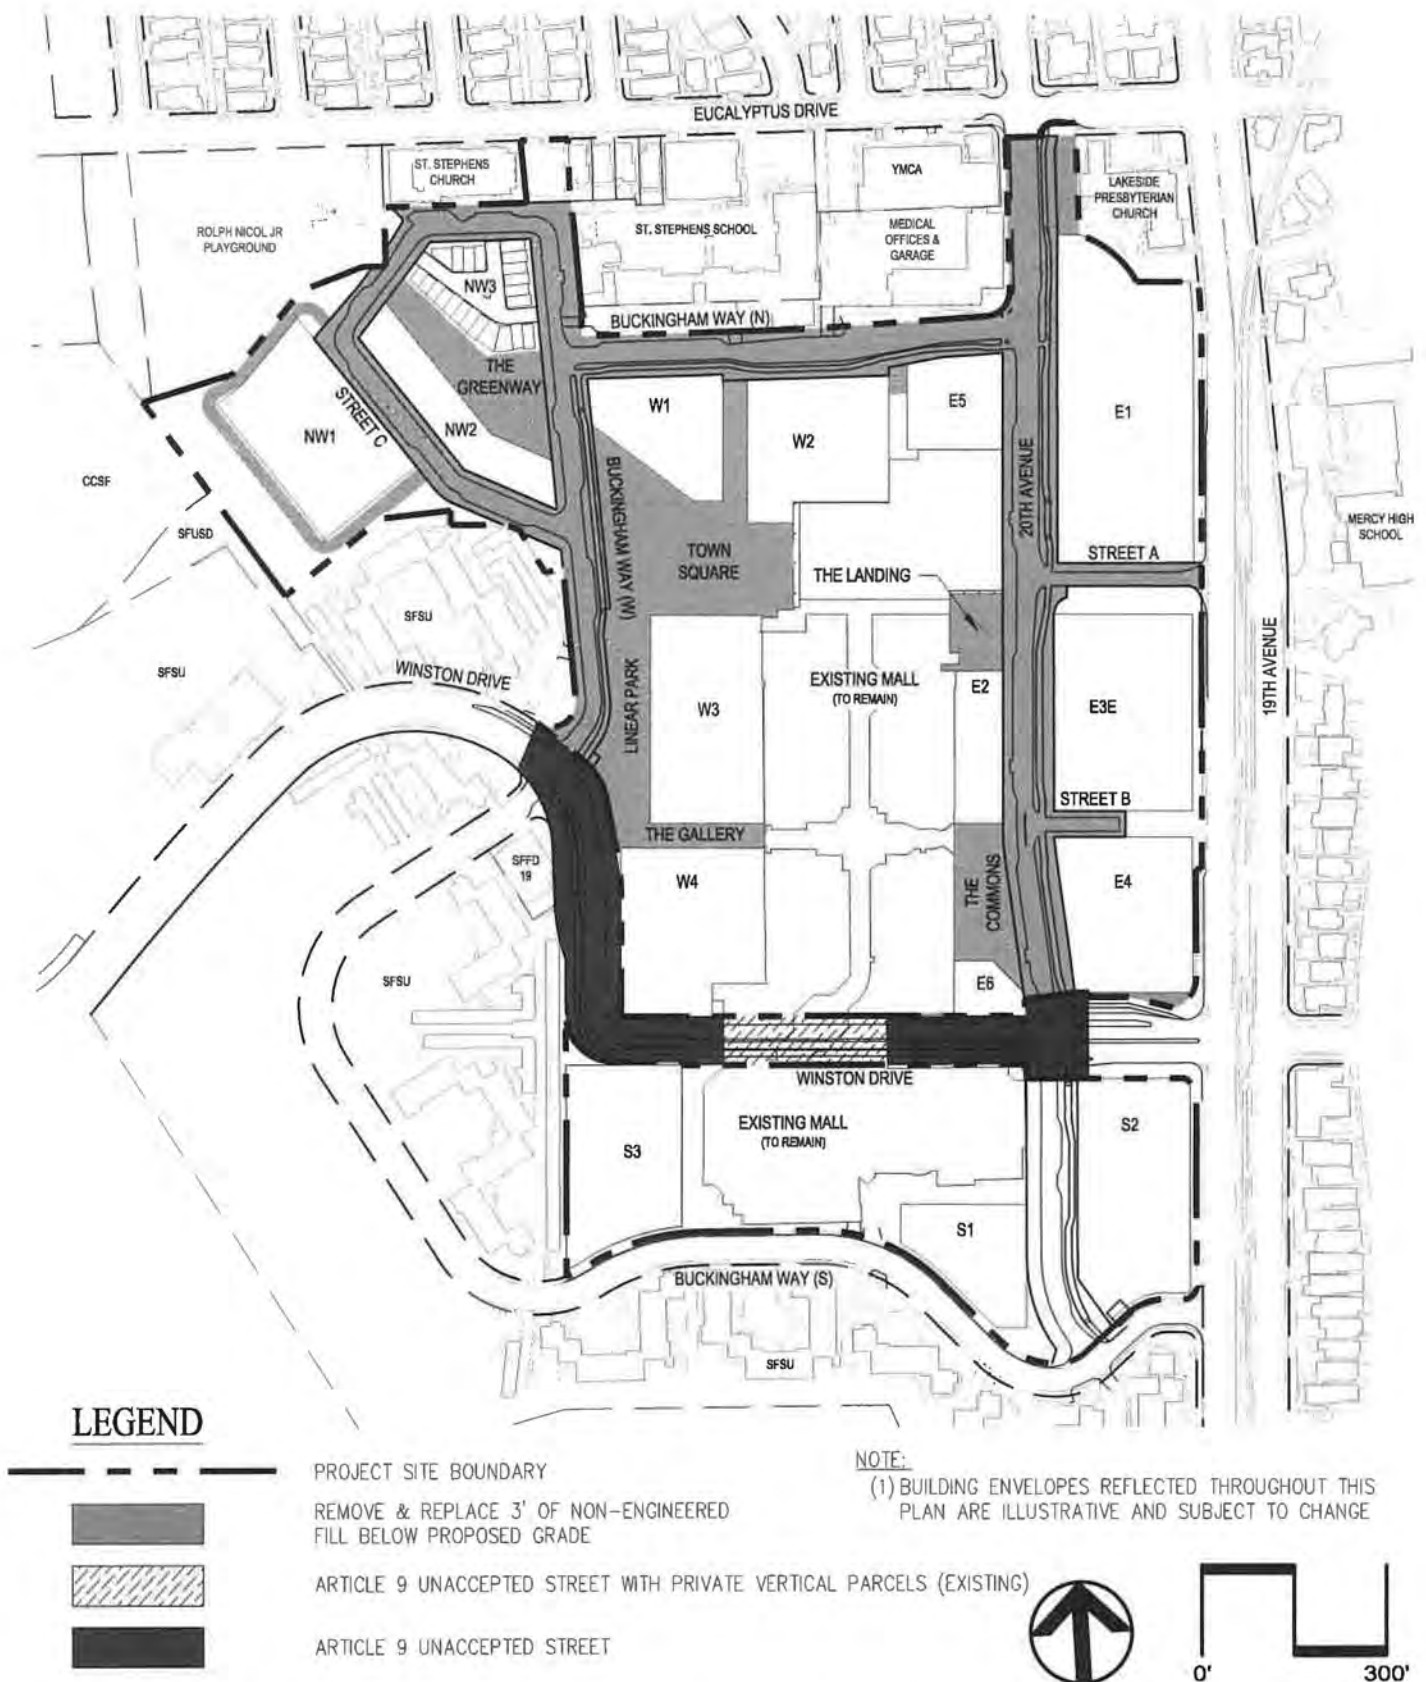 EUCALYPTUS DRIVE
ST. STEPHENS
CHURCH
YMCA
LAKESIDE
PRESBYTERIAN
CHURCH
ROLPH NICOL JR
PLAYGROUND
ST. STEPHENS SCHOOL
MEDICAL
OFFICES &
GARAGE
NW3
BUCKINGHAM WAY (N)
THE
GREENWAY
STREET C
NW1
NW2
W1
W2
E5
E1
20TH AVENUE
BUCKINGHAM WAY (W)
CCSF
SFUSD
MERCY HIGH
SCHOOL
TOWN
SQUARE
STREET A
THE LANDING
SFSU
SFSU
WINSTON DRIVE
LINEAR PARK
W3
EXISTING MALL
(TO REMAIN)
E2
E3E
19TH AVENUE
STREET B
THE GALLERY
SFFD
19
W4
THE
COMMONS
E4
SFSU
E6
WINSTON DRIVE
EXISTING MALL
(TO REMAIN)
S3
S2
S1
BUCKINGHAM WAY (S)
SFSU
LEGEND
PROJECT SITE BOUNDARY
REMOVE & REPLACE 3' OF NON-ENGINEERED
FILL BELOW PROPOSED GRADE
ARTICLE 9 UNACCEPTED STREET WITH PRIVATE VERTICAL PARCELS (EXISTING)
ARTICLE 9 UNACCEPTED STREET
NOTE:
(1) BUILDING ENVELOPES REFLECTED THROUGHOUT THIS
PLAN ARE ILLUSTRATIVE AND SUBJECT TO CHANGE
0' 300'